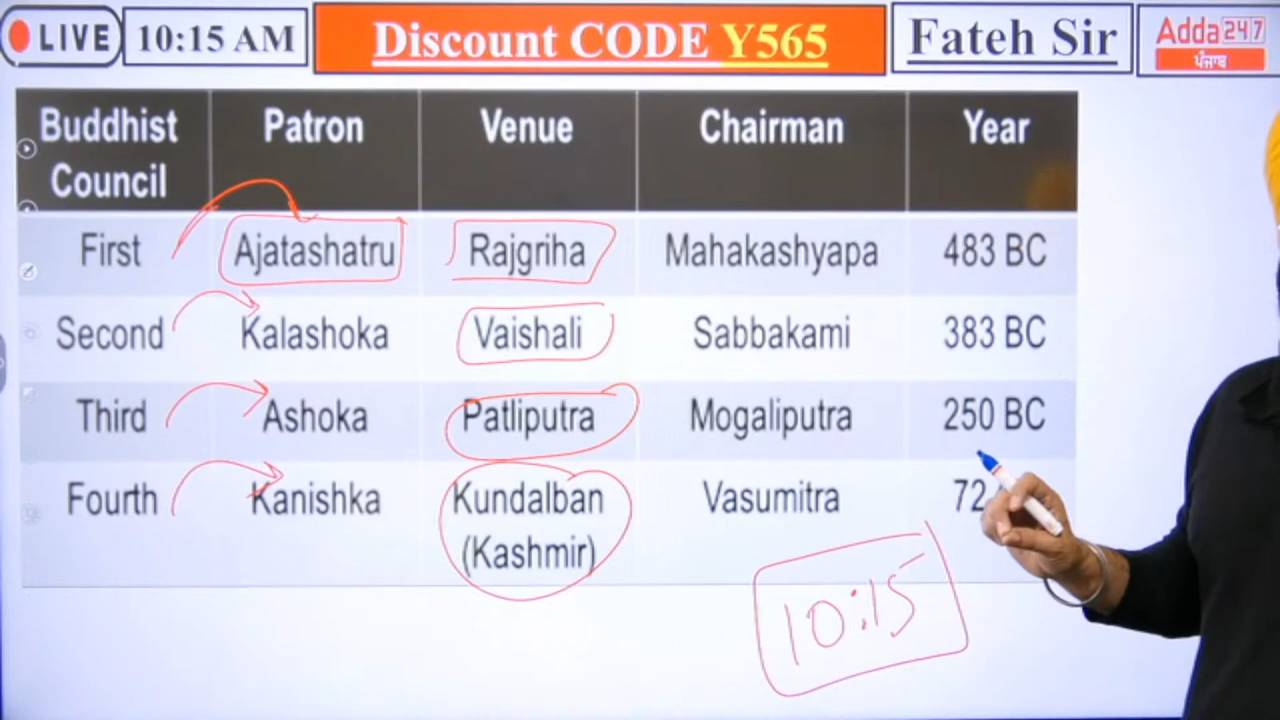 LIVE
10:15 AM
Discount CODE Y565
Fateh Sir
Adda247
ਪੰਜਾਬ
Buddhist Council Patron Venue Chairman Year
First Ajatashatru Rajgriha Mahakashyapa 483 BC
Second Kalashoka Vaishali Sabbakami 383 BC
Third Ashoka Patliputra Mogaliputra 250 BC
Fourth Kanishka Kundalban (Kashmir) Vasumitra 72
10:15